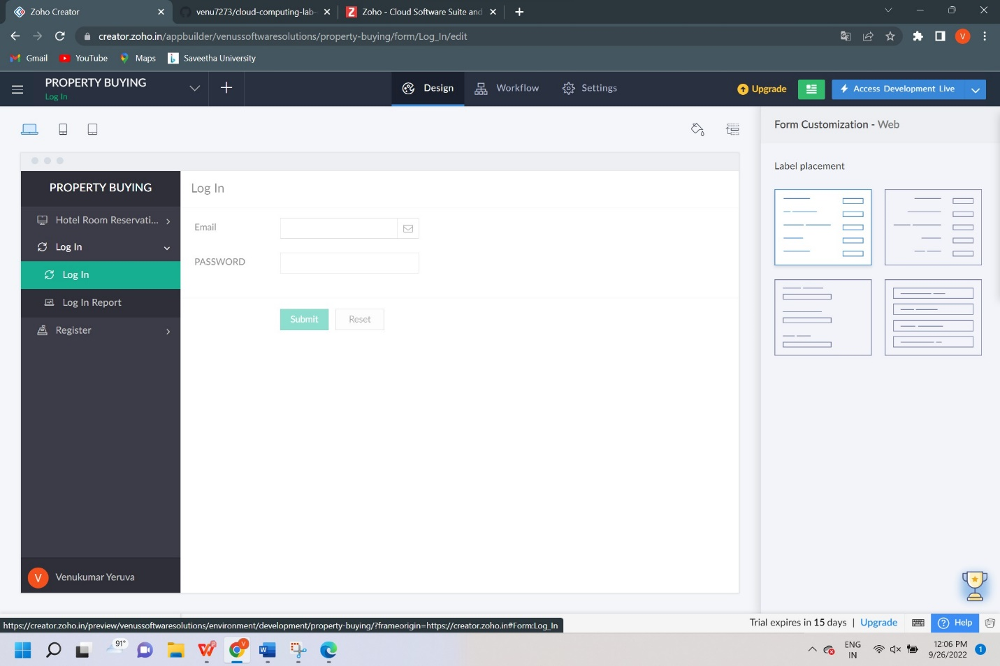 Zoho Creator
venu7273/cloud-computing-lab-
Zoho - Cloud Software Suite and
creator.zoho.in/appbuilder/venussoftwaresolutions/property-buying/form/Log_In/edit
V
Gmail
YouTube
Maps
Saveetha University
PROPERTY BUYING
Log In
Design
Workflow
Settings
Upgrade
Access Development Live
Form Customization - Web
Label placement
PROPERTY BUYING
Log In
Hotel Room Reservati...
Email
Log In
PASSWORD
Log In
Log In Report
Submit
Reset
Register
V
Venukumar Yeruva
https://creator.zoho.in/preview/venussoftwaresolutions/environment/development/property-buying/?frameorigin=https://creator.zoho.in#Form:Log_In
Trial expires in 15 days | Upgrade
Help
91°
ENG
IN
12:06 PM
9/26/2022
1